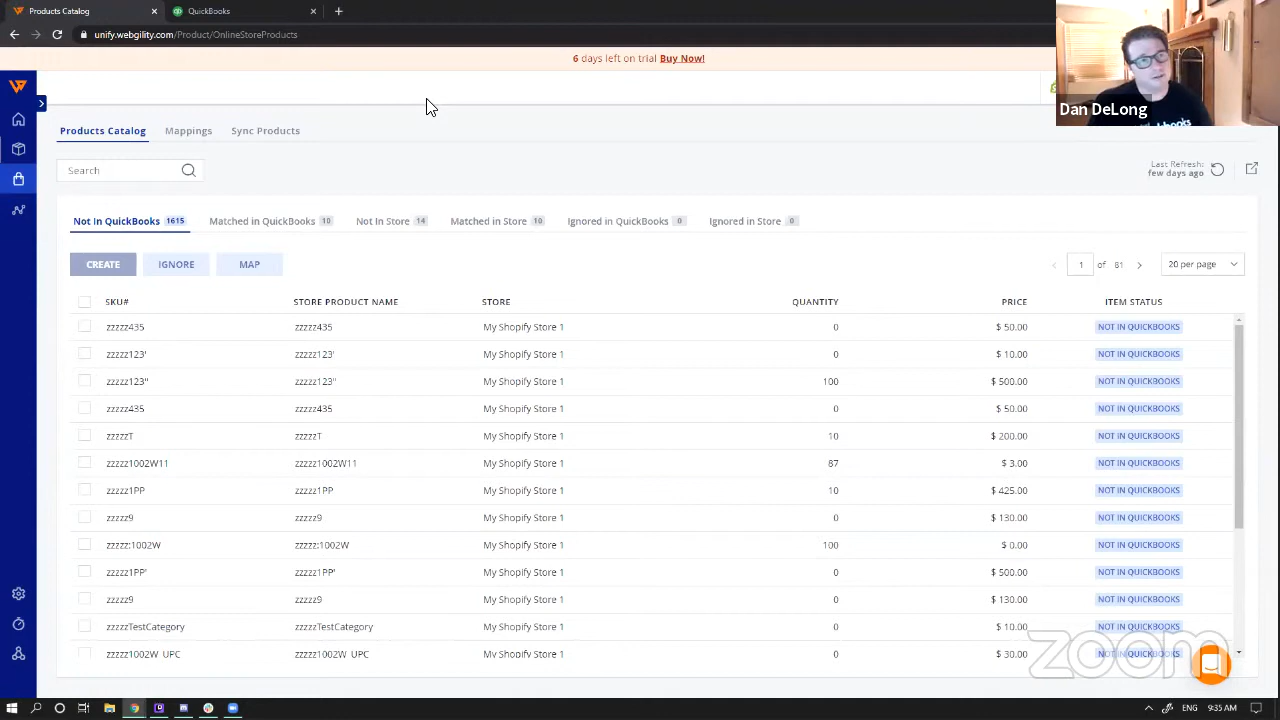 Products Catalog
QuickBooks
unify.webgility.com/Product/OnlineStoreProducts
6 days left on trial Buy Now!
Dan DeLong
Products Catalog Mappings Sync Products
Search
Last Refresh:
few days ago
Not In QuickBooks 1615 Matched in QuickBooks 10 Not In Store 14 Matched in Store 10 Ignored in QuickBooks 0 Ignored in Store 0
CREATE IGNORE MAP 1 of 81 20 per page
SKU# STORE PRODUCT NAME STORE QUANTITY PRICE ITEM STATUS
zzzzz435 zzzzz435 My Shopify Store 1 0 $ 50.00 NOT IN QUICKBOOKS
zzzzz123' zzzzz123' My Shopify Store 1 0 $ 10.00 NOT IN QUICKBOOKS
zzzzz123" zzzzz123" My Shopify Store 1 100 $ 500.00 NOT IN QUICKBOOKS
zzzzz435 zzzzz435 My Shopify Store 1 0 $ 50.00 NOT IN QUICKBOOKS
zzzzzT zzzzzT My Shopify Store 1 10 $ 200.00 NOT IN QUICKBOOKS
zzzzz1002W11 zzzzz1002W11 My Shopify Store 1 87 $ 3.00 NOT IN QUICKBOOKS
zzzzz1PP zzzzz1PP My Shopify Store 1 10 $ 425.00 NOT IN QUICKBOOKS
zzzzz9 zzzzz9 My Shopify Store 1 0 $ 130.00 NOT IN QUICKBOOKS
zzzzz:1002W zzzzz:1002W My Shopify Store 1 100 $ 0.00 NOT IN QUICKBOOKS
zzzzz1PP' zzzzz1PP' My Shopify Store 1 0 $ 500.00 NOT IN QUICKBOOKS
zzzzz9 zzzzz9 My Shopify Store 1 0 $ 130.00 NOT IN QUICKBOOKS
zzzzzTestCategory zzzzzTestCategory My Shopify Store 1 0 $ 10.00 NOT IN QUICKBOOKS
zzzzz1002W_UPC zzzzz1002W_UPC My Shopify Store 1 0 $ 30.00 NOT IN QUICKBOOKS
zoom
ENG 9:35 AM